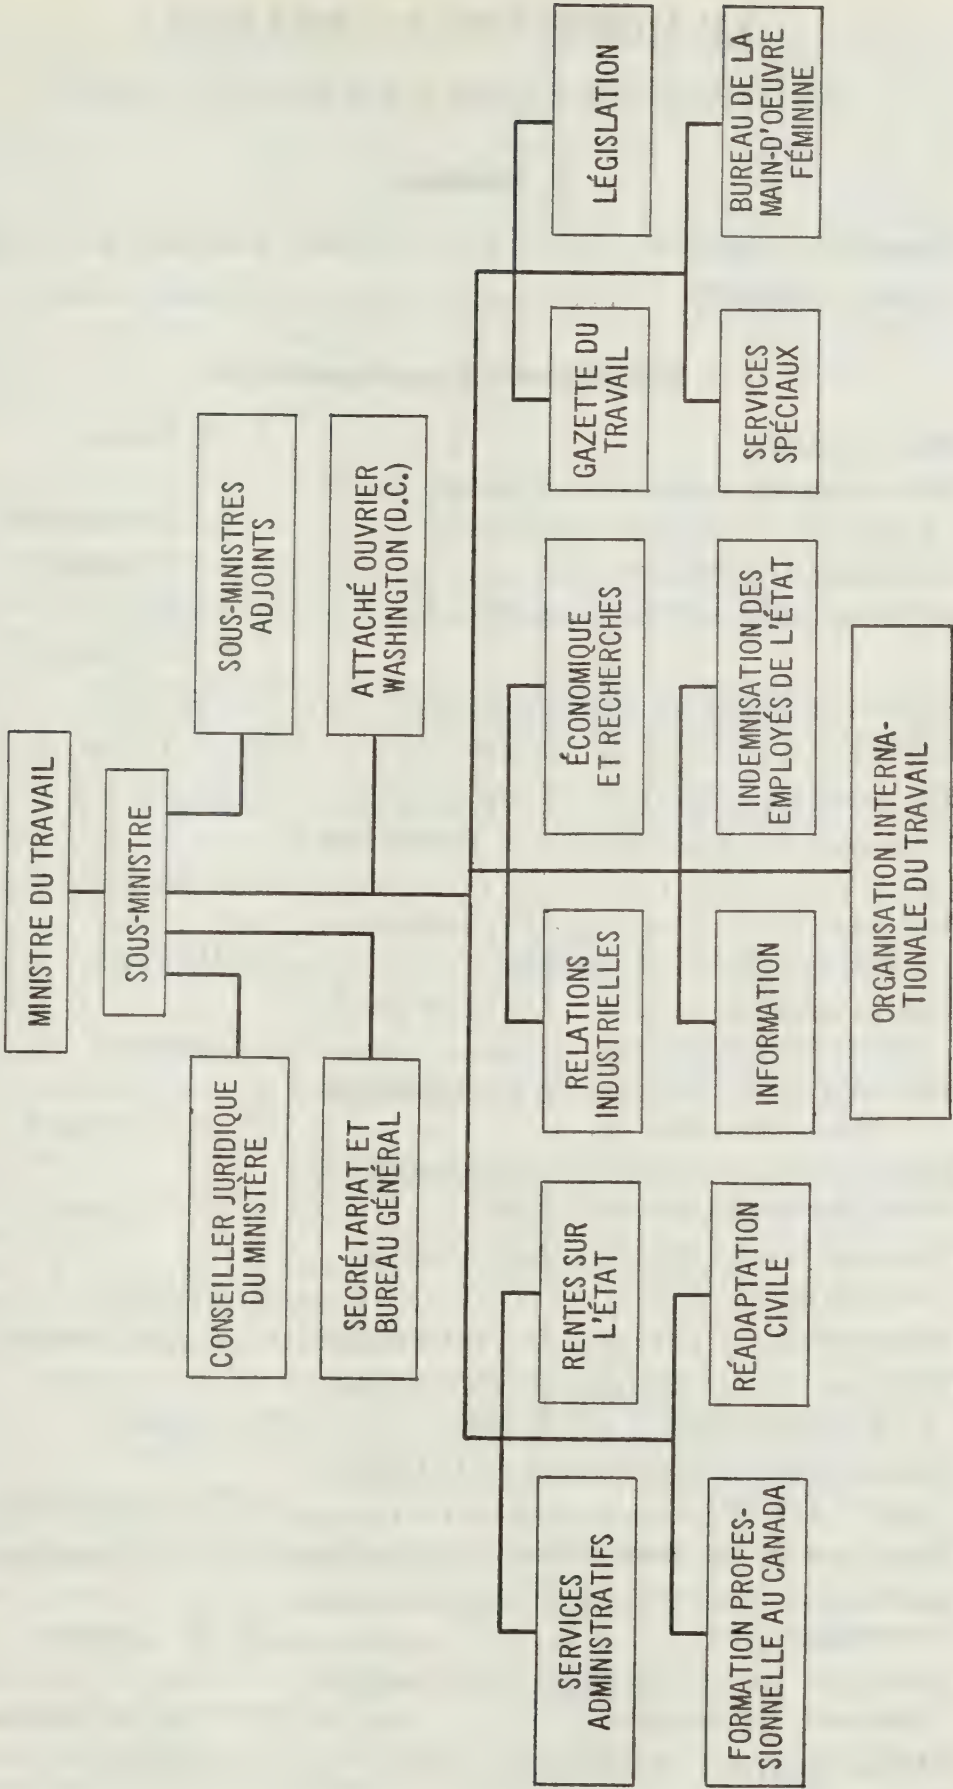 MINISTRE DU TRAVAIL
SOUS-MINISTRE
CONSEILLER JURIDIQUE
DU MINISTÈRE
SOUS-MINISTRES
ADJOINTS
SECRÉTARIAT ET
BUREAU GÉNÉRAL
ATTACHÉ OUVRIER
WASHINGTON (D.C.)
SERVICES
ADMINISTRATIFS
RENTES SUR
L'ÉTAT
RELATIONS
INDUSTRIELLES
ÉCONOMIQUE
ET RECHERCHES
GAZETTE DU
TRAVAIL
LÉGISLATION
FORMATION PROFES-
SIONNELLE AU CANADA
RÉADAPTATION
CIVILE
INFORMATION
INDEMNISATION DES
EMPLOYÉS DE L'ÉTAT
SERVICES
SPÉCIAUX
BUREAU DE LA
MAIN-D'OEUVRE
FÉMININE
ORGANISATION INTERNA-
TIONALE DU TRAVAIL